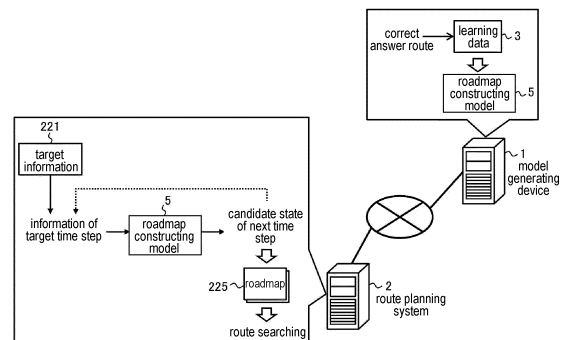 correct
answer route
learning
data
3
roadmap
constructing
model
5
1
model
generating
device
221
target
information
information of
target time step
5
roadmap
constructing
model
candidate state
of next time
step
225
roadmap
route searching
2
route planning
system